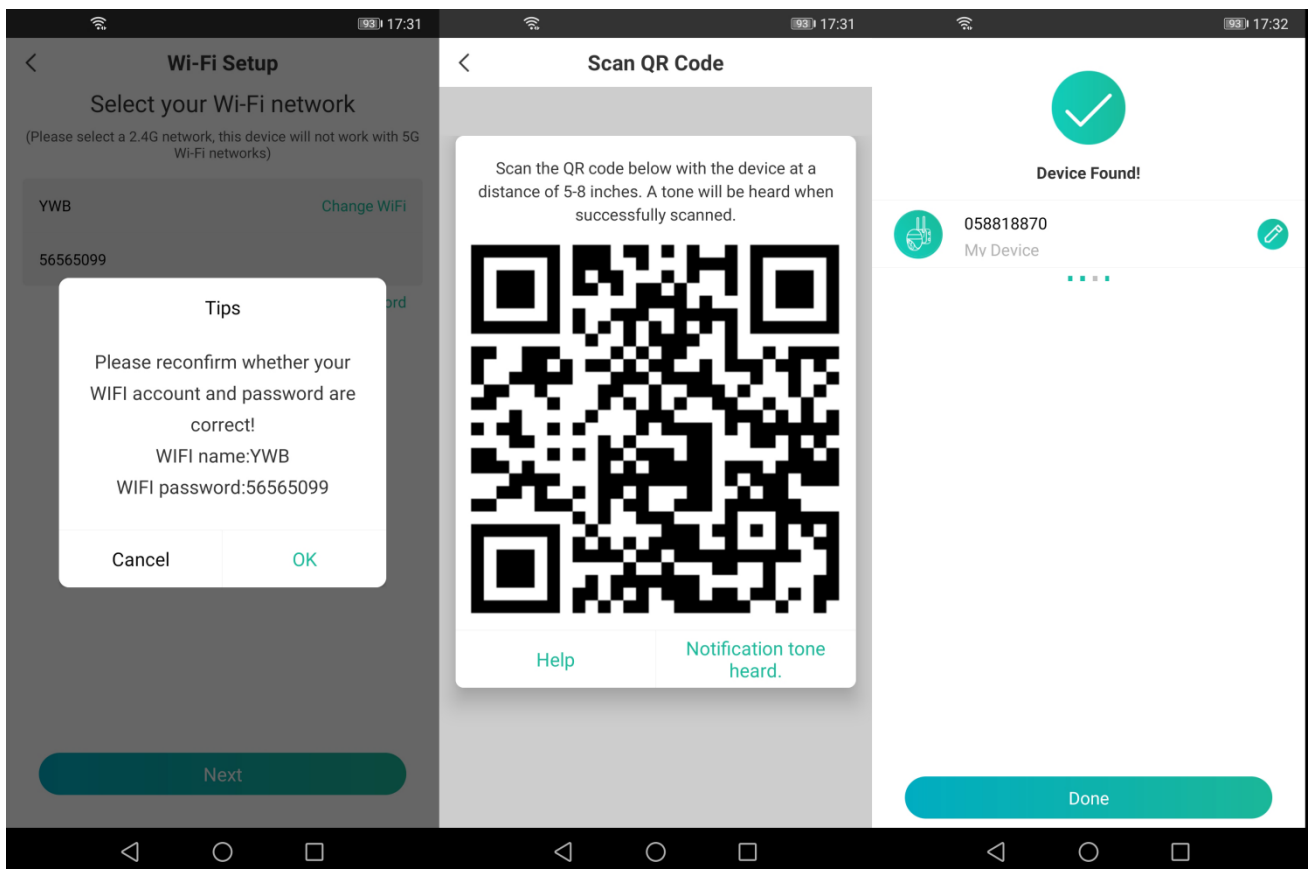 93 17:31
Wi-Fi Setup
Select your Wi-Fi network
(Please select a 2.4G network, this device will not work with 5G
Wi-Fi networks)
YWB Change WiFi
56565099
ord
Tips
Please reconfirm whether your
WIFI account and password are
correct!
WIFI name:YWB
WIFI password:56565099
Cancel OK
Next
93 17:31
Scan QR Code
Scan the QR code below with the device at a
distance of 5-8 inches. A tone will be heard when
successfully scanned.
Help
Notification tone
heard.
93 17:32
Device Found!
058818870
My Device
Done